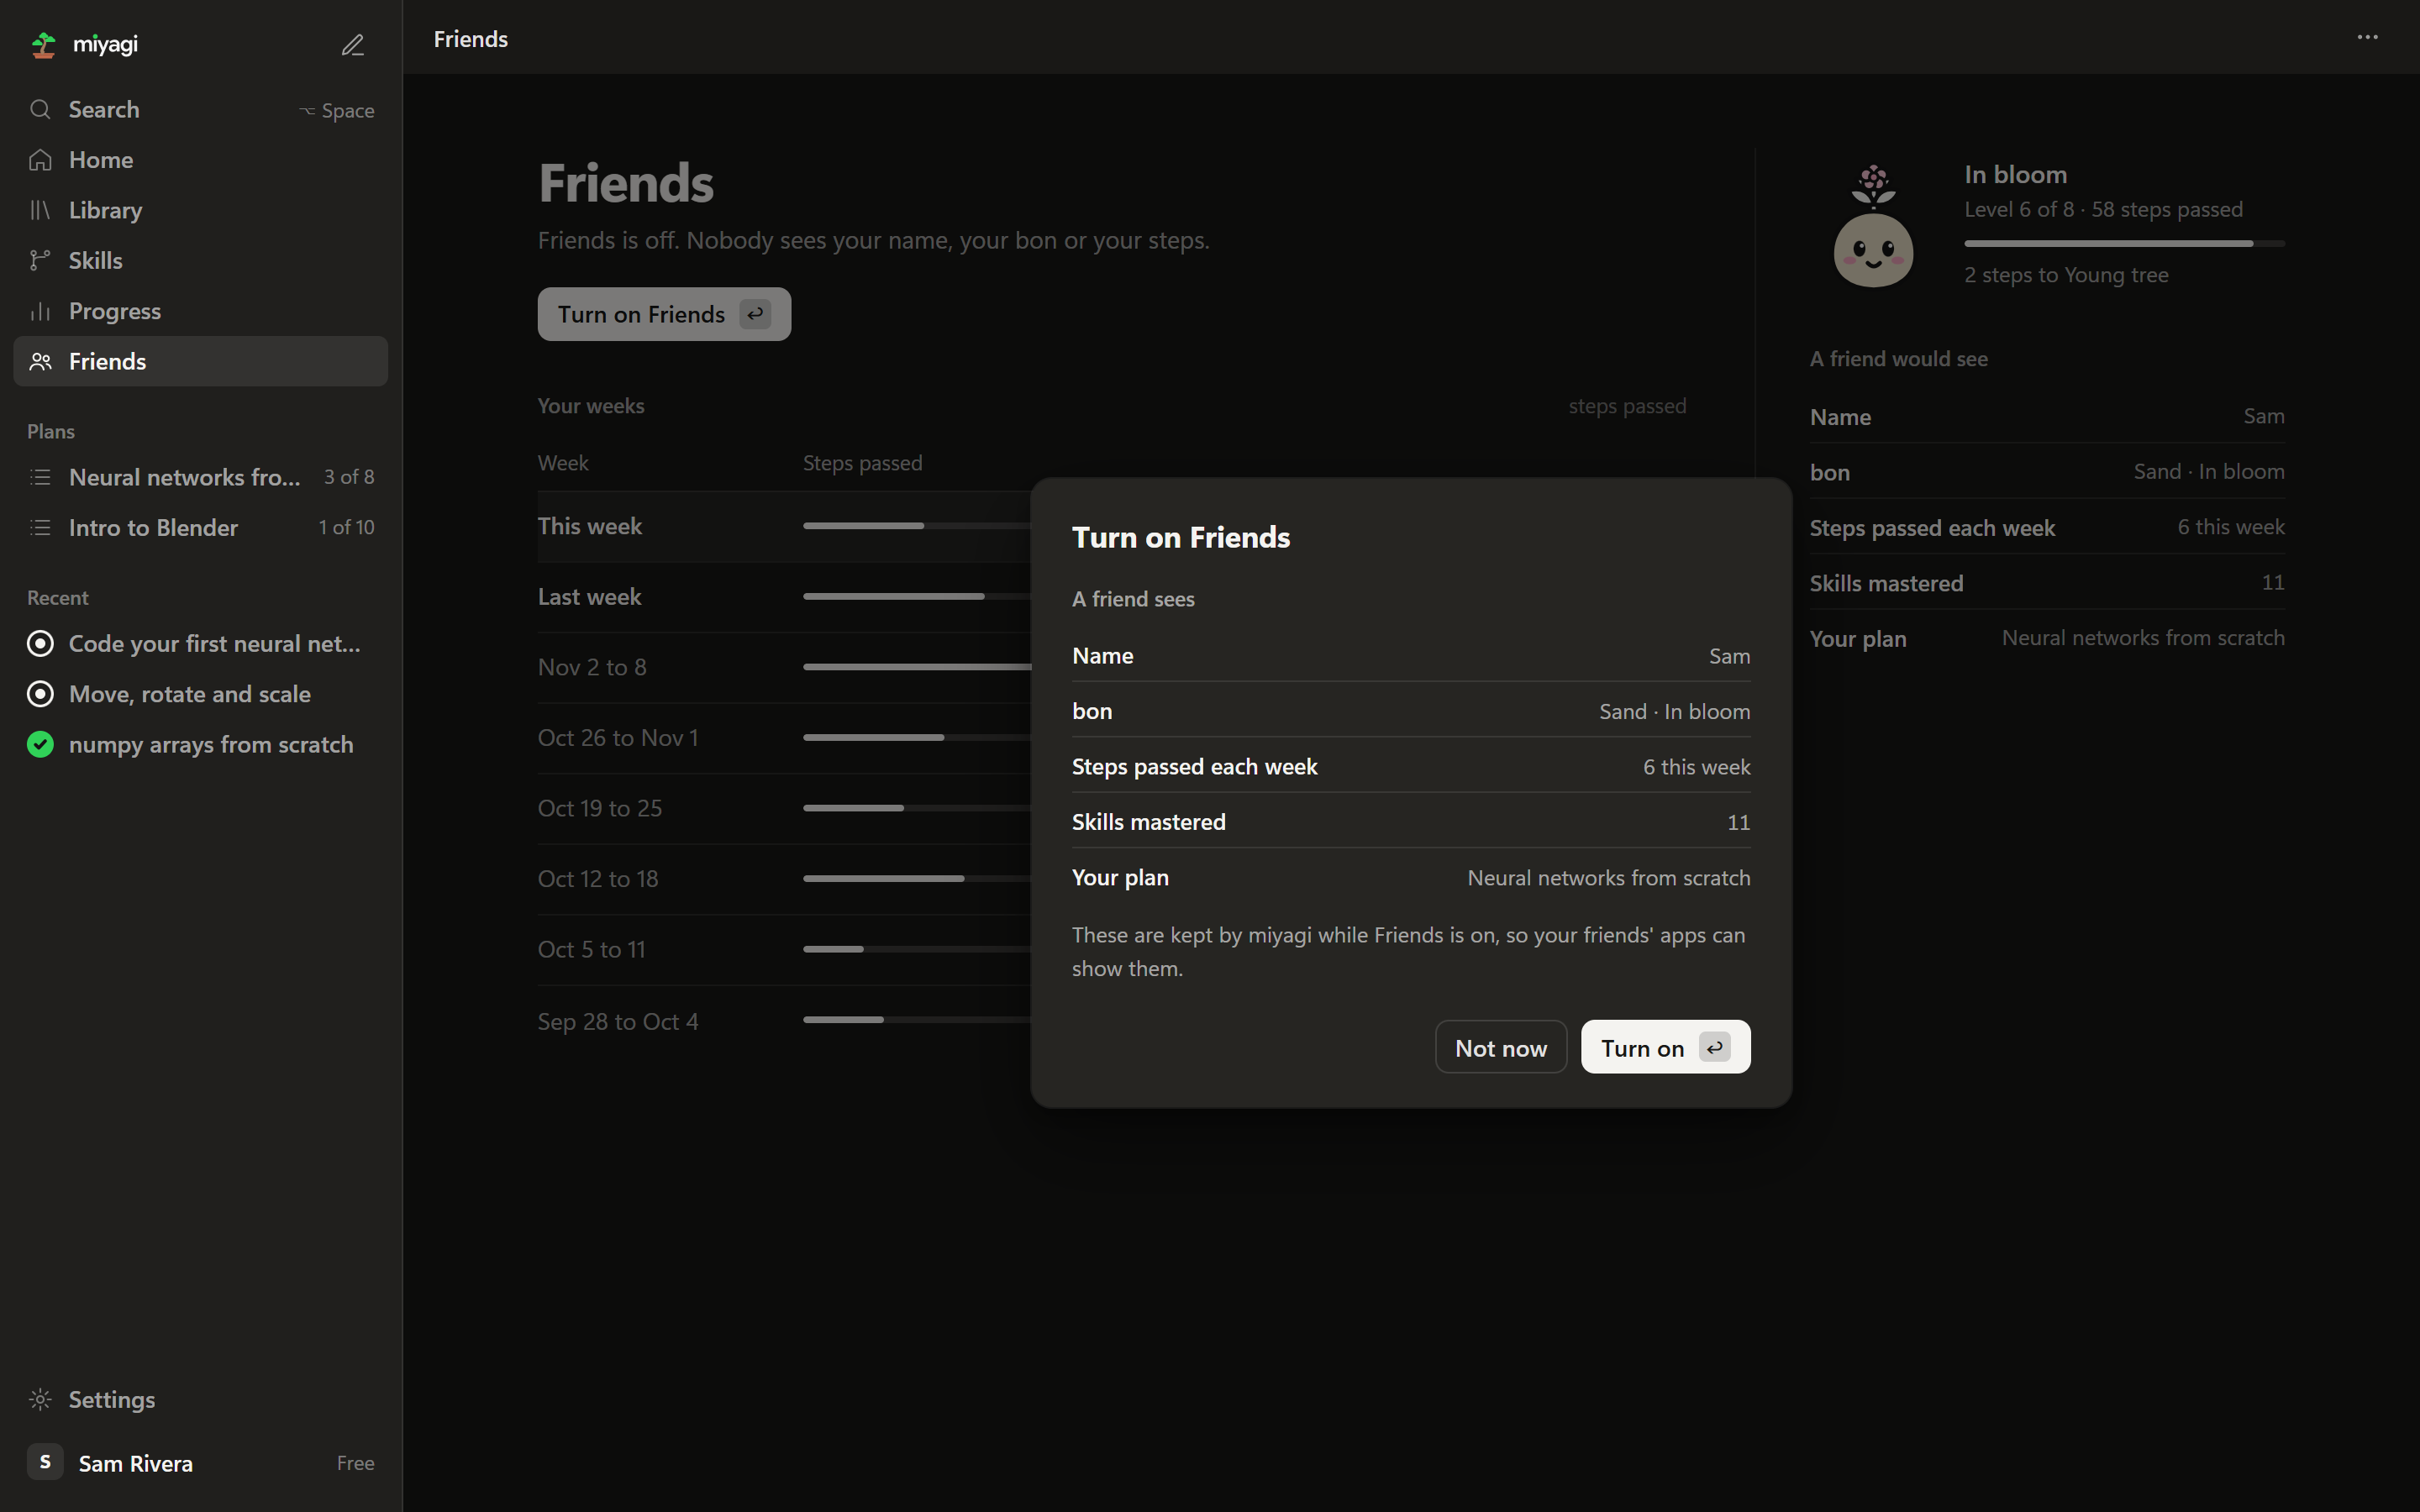 miyagi
Search
⌥ Space
Home
Library
Skills
Progress
Friends
Plans
Neural networks fro...
3 of 8
Intro to Blender
1 of 10
Recent
Code your first neural net...
Move, rotate and scale
numpy arrays from scratch
Settings
S
Sam Rivera
Free
Friends
Friends
Friends is off. Nobody sees your name, your bon or your steps.
Turn on Friends
Your weeks
steps passed
Week
Steps passed
This week
Last week
Nov 2 to 8
Oct 26 to Nov 1
Oct 19 to 25
Oct 12 to 18
Oct 5 to 11
Sep 28 to Oct 4
In bloom
Level 6 of 8 · 58 steps passed
2 steps to Young tree
A friend would see
Name
Sam
bon
Sand · In bloom
Steps passed each week
6 this week
Skills mastered
11
Your plan
Neural networks from scratch
Turn on Friends
A friend sees
Name
Sam
bon
Sand · In bloom
Steps passed each week
6 this week
Skills mastered
11
Your plan
Neural networks from scratch
These are kept by miyagi while Friends is on, so your friends' apps can
show them.
Not now
Turn on